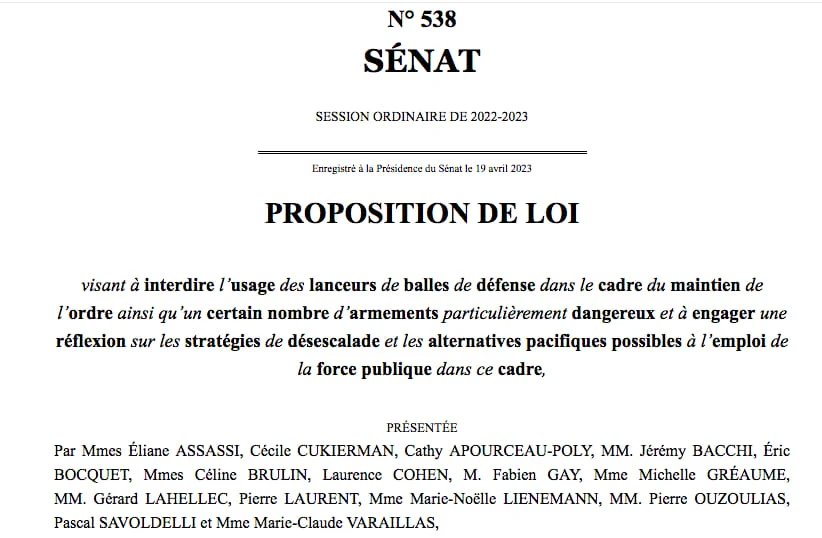 N° 538
SÉNAT
SESSION ORDINAIRE DE 2022-2023
Enregistré à la Présidence du Sénat le 19 avril 2023
PROPOSITION DE LOI
visant à interdire l’usage des lanceurs de balles de défense dans le cadre du maintien de
l’ordre ainsi qu’un certain nombre d’armements particulièrement dangereux et à engager une
réflexion sur les stratégies de désescalade et les alternatives pacifiques possibles à l’emploi de
la force publique dans ce cadre,
PRÉSENTÉE
Par Mmes Éliane ASSASSI, Cécile CUKIERMAN, Cathy APOURCEAU-POLY, MM. Jérémy BACCHI, Éric
BOCQUET, Mmes Céline BRULIN, Laurence COHEN, M. Fabien GAY, Mme Michelle GRÉAUME,
MM. Gérard LAHELLEC, Pierre LAURENT, Mme Marie-Noëlle LIENEMANN, MM. Pierre OUZOULIAS,
Pascal SAVOLDELLI et Mme Marie-Claude VARAILLAS,